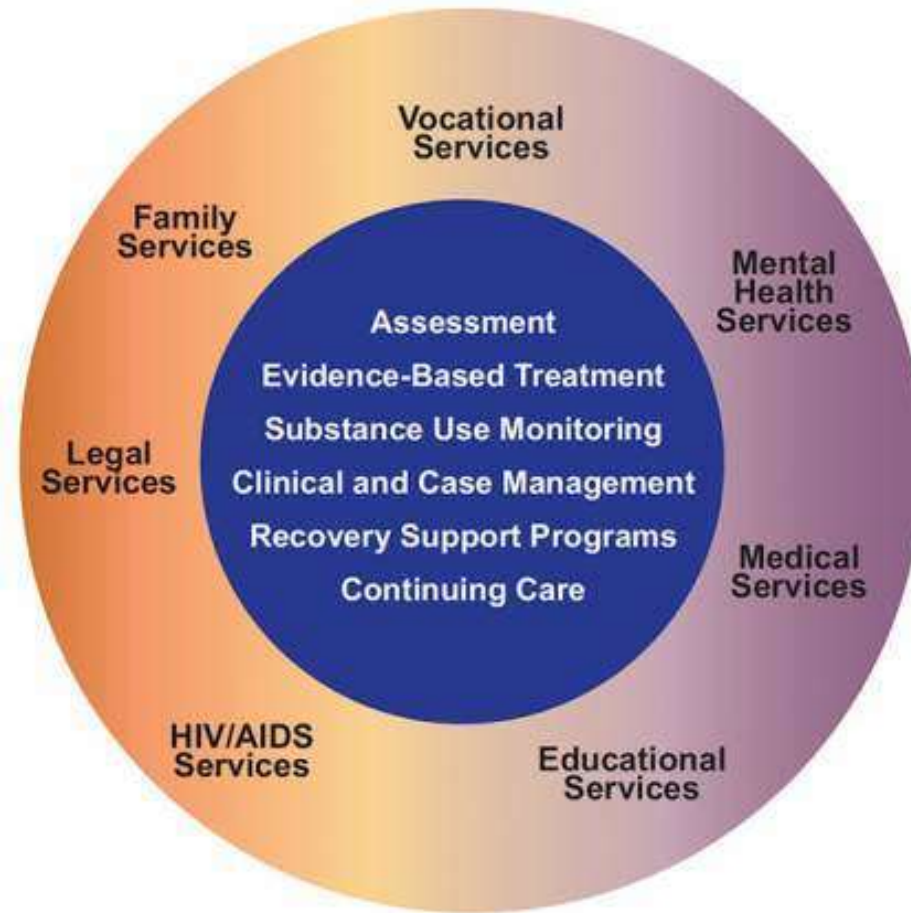 Vocational
Services
Family
Services
Mental
Health
Services
Assessment
Evidence-Based Treatment
Substance Use Monitoring
Clinical and Case Management
Recovery Support Programs
Continuing Care
Legal
Services
Medical
Services
HIV/AIDS
Services
Educational
Services